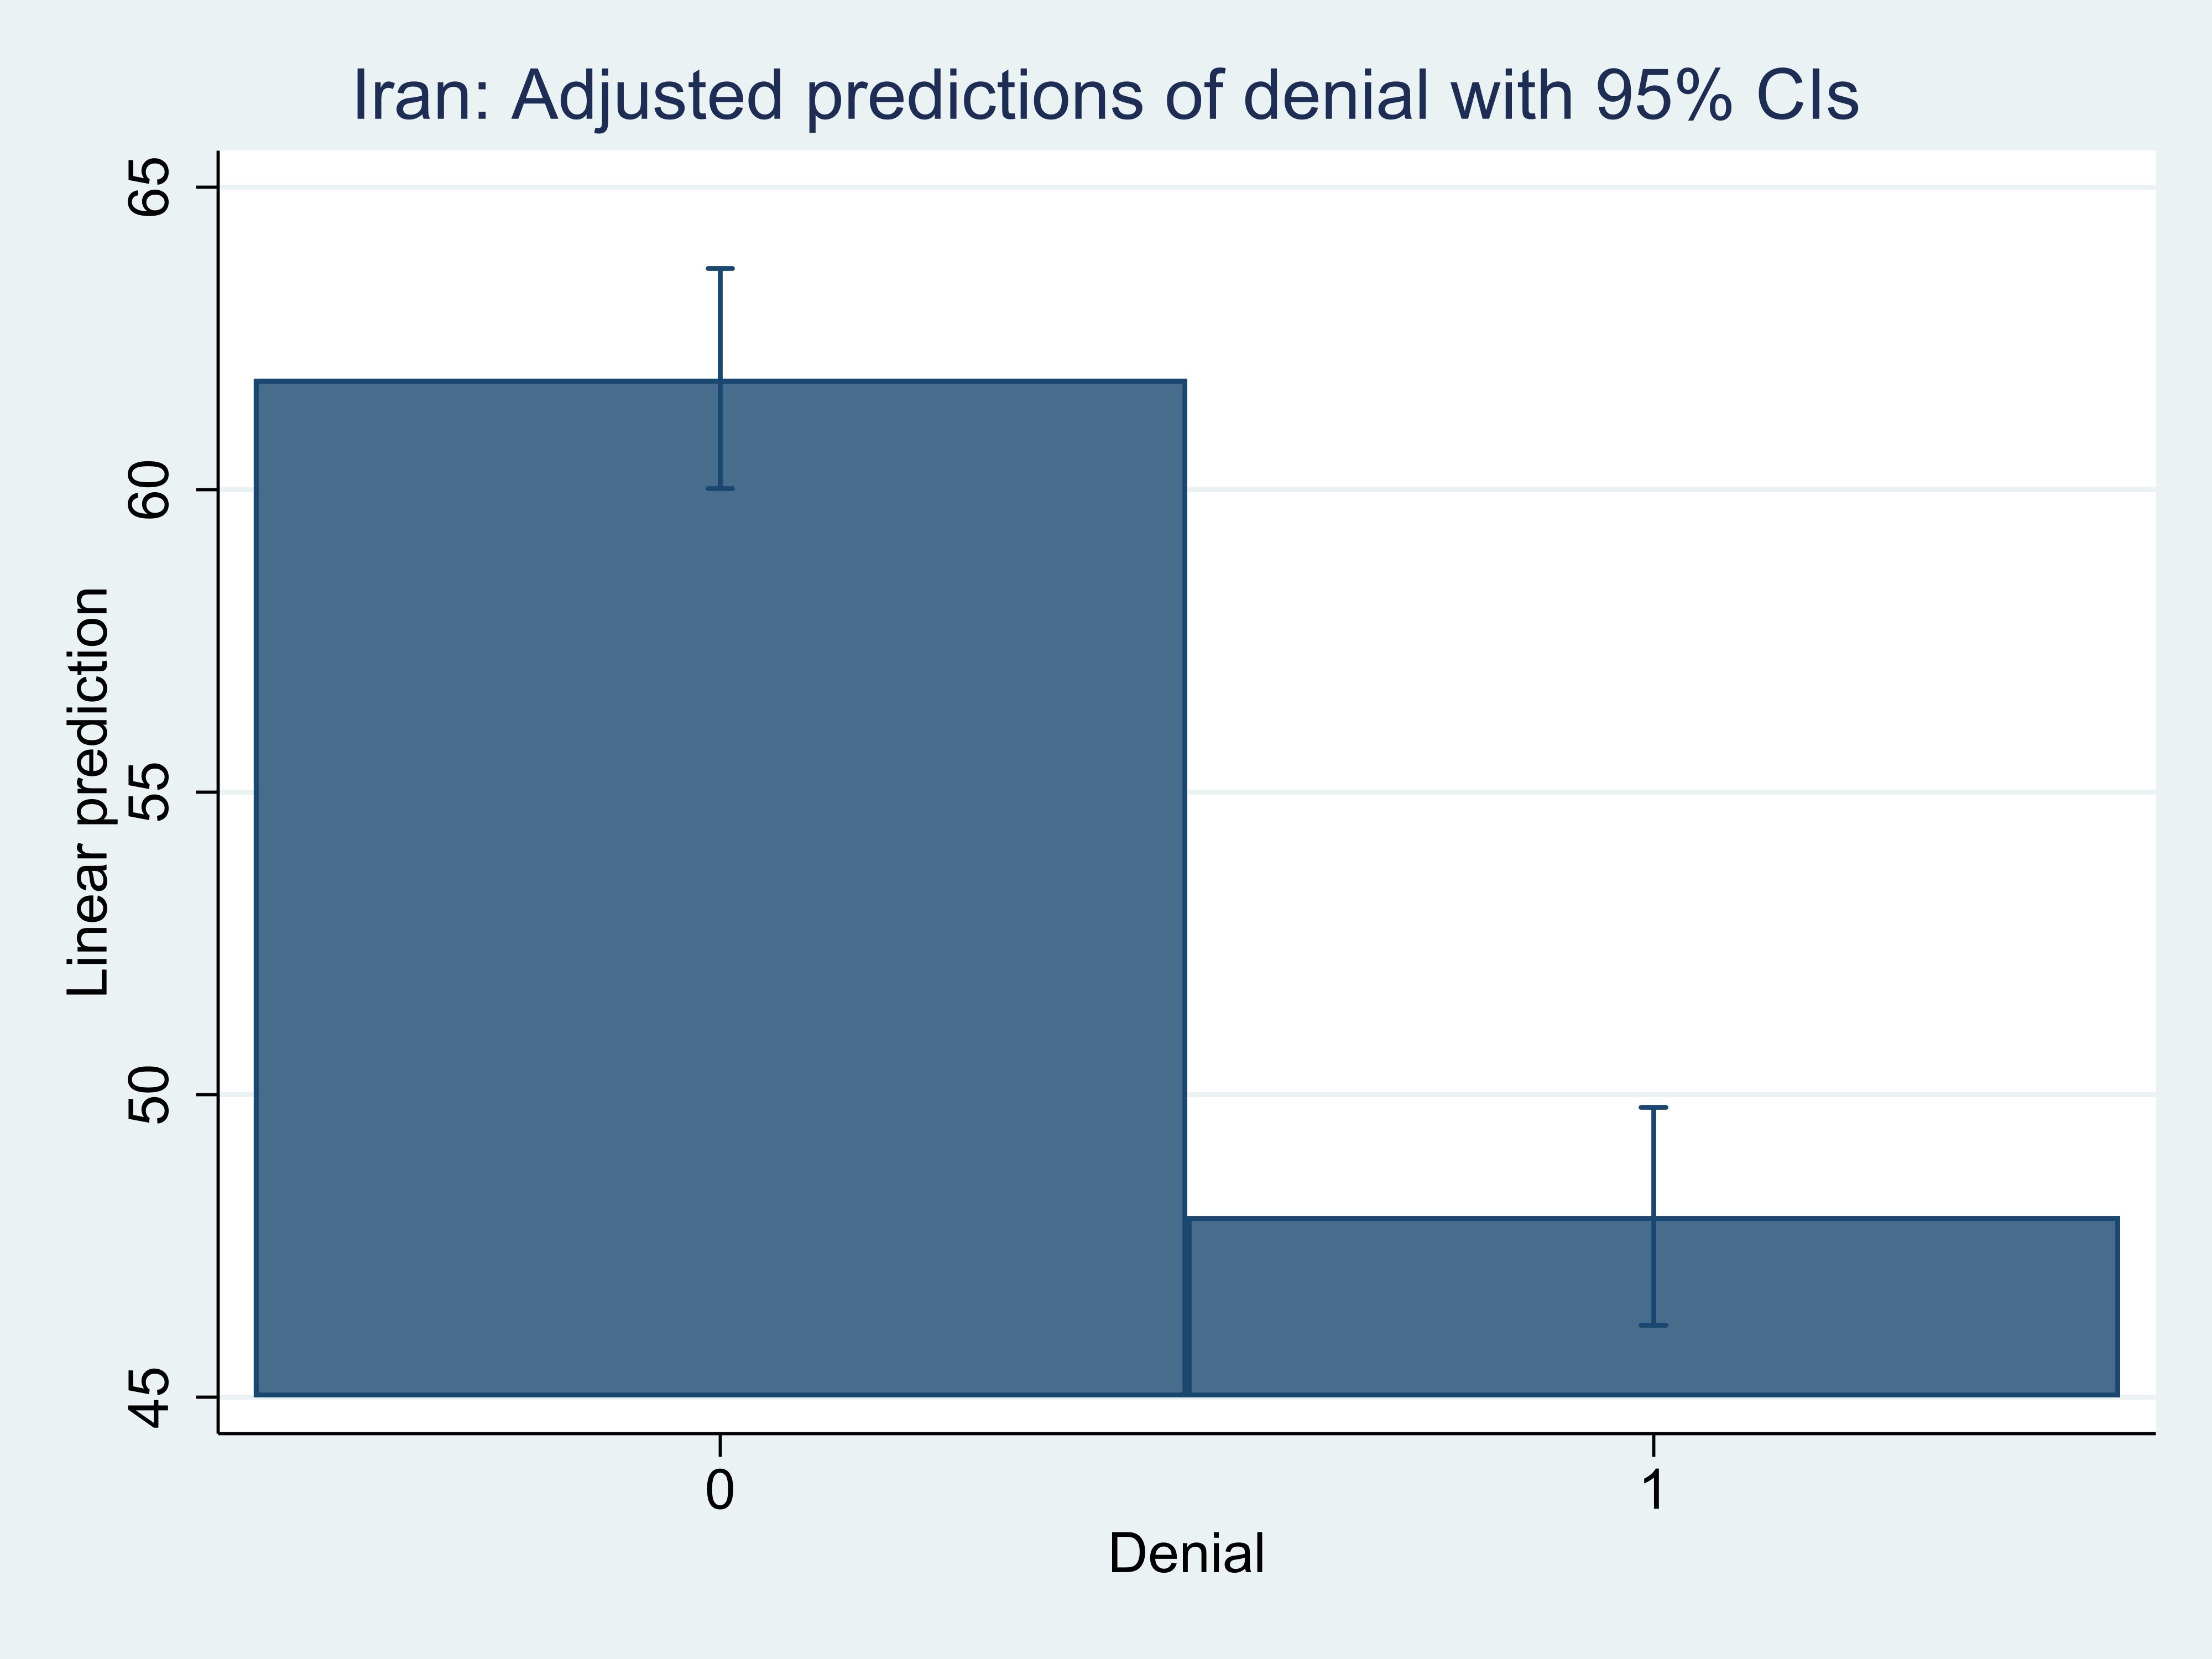 Iran: Adjusted predictions of denial with 95% CIs
65
60
55
50
45
Linear prediction
0
1
Denial